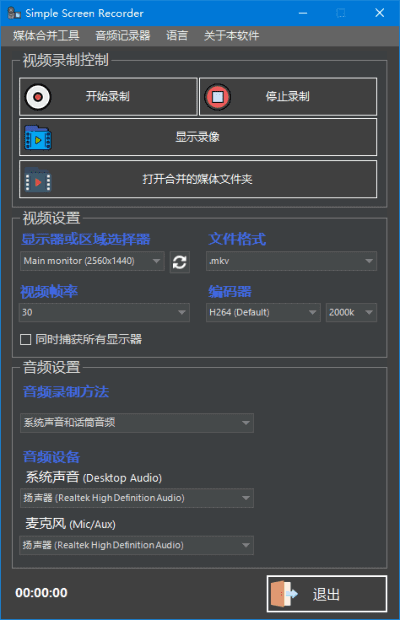 Simple Screen Recorder
媒体合并工具 音频记录器 语言 关于本软件
视频录制控制
开始录制 停止录制
显示录像
打开合并的媒体文件夹
视频设置
显示器或区域选择器 文件格式
Main monitor (2560x1440) .mkv
视频帧率 编码器
30 H264 (Default) 2000k
同时捕获所有显示器
音频设置
音频录制方法
系统声音和话筒音频
音频设备
系统声音 (Desktop Audio)
扬声器 (Realtek High Definition Audio)
麦克风 (Mic/Aux)
扬声器 (Realtek High Definition Audio)
00:00:00 退出